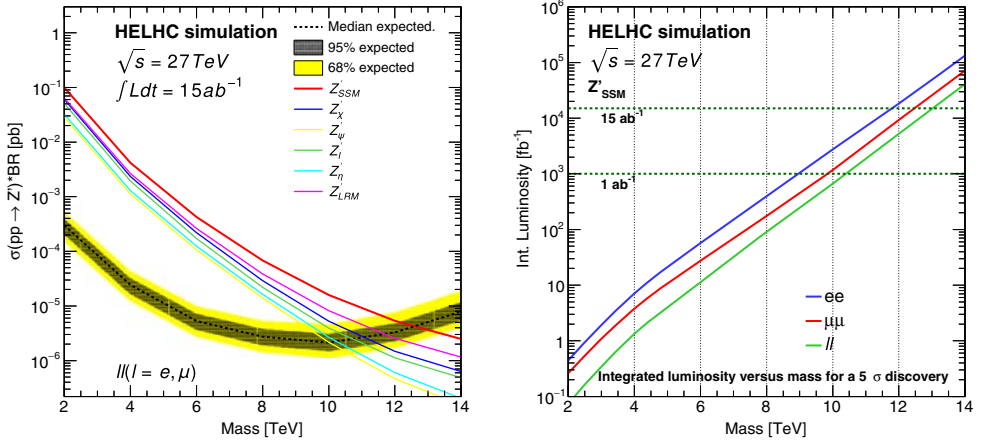 HELHC simulation
√s = 27 TeV
∫ Ldt = 15 ab⁻¹
Median expected.
95% expected
68% expected
Z'SSM
Z'χ
Z'ψ
Z'I
Z'η
Z'LRM
ll(l = e, μ)
σ(pp → Z')*BR [pb]
1
10⁻¹
10⁻²
10⁻³
10⁻⁴
10⁻⁵
10⁻⁶
2 4 6 8 10 12 14
Mass [TeV]
HELHC simulation
√s = 27 TeV
Z'SSM
15 ab⁻¹
1 ab⁻¹
ee
μμ
ll
Integrated luminosity versus mass for a 5 σ discovery
Int. Luminosity [fb⁻¹]
10⁶
10⁵
10⁴
10³
10²
10
1
10⁻¹
2 4 6 8 10 12 14
Mass [TeV]